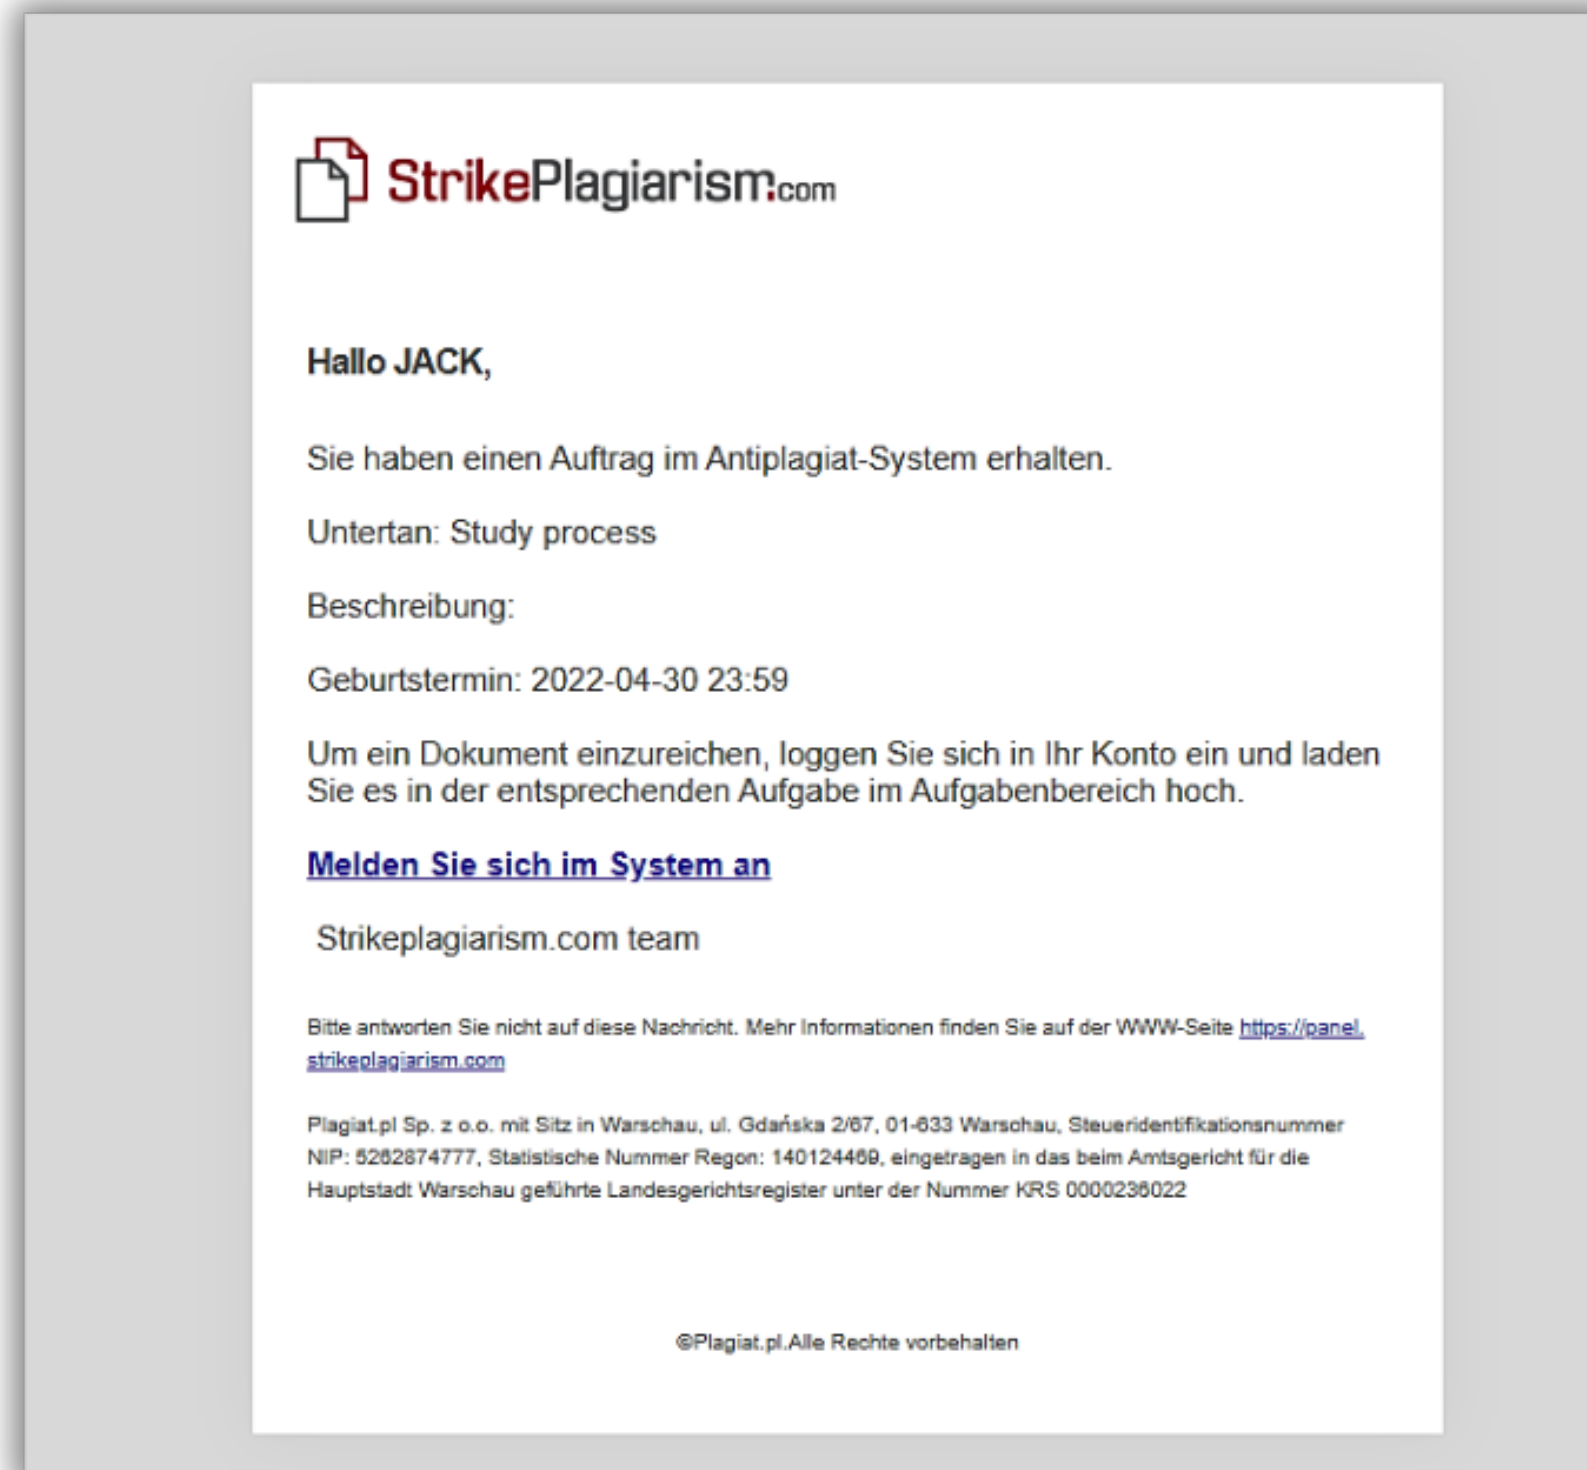 StrikePlagiarism.com
Hallo JACK,
Sie haben einen Auftrag im Antiplagiat-System erhalten.
Untertan: Study process
Beschreibung:
Geburtstermin: 2022-04-30 23:59
Um ein Dokument einzureichen, loggen Sie sich in Ihr Konto ein und laden
Sie es in der entsprechenden Aufgabe im Aufgabenbereich hoch.
Melden Sie sich im System an
Strikeplagiarism.com team
Bitte antworten Sie nicht auf diese Nachricht. Mehr Informationen finden Sie auf der WWW-Seite https://panel.
strikeplagiarism.com
Plagiat.pl Sp. z o.o. mit Sitz in Warschau, ul. Gdańska 2/67, 01-633 Warschau, Steueridentifikationsnummer
NIP: 5262874777, Statistische Nummer Regon: 140124469, eingetragen in das beim Amtsgericht für die
Hauptstadt Warschau geführte Landesgerichtsregister unter der Nummer KRS 0000236022
©Plagiat.pl.Alle Rechte vorbehalten